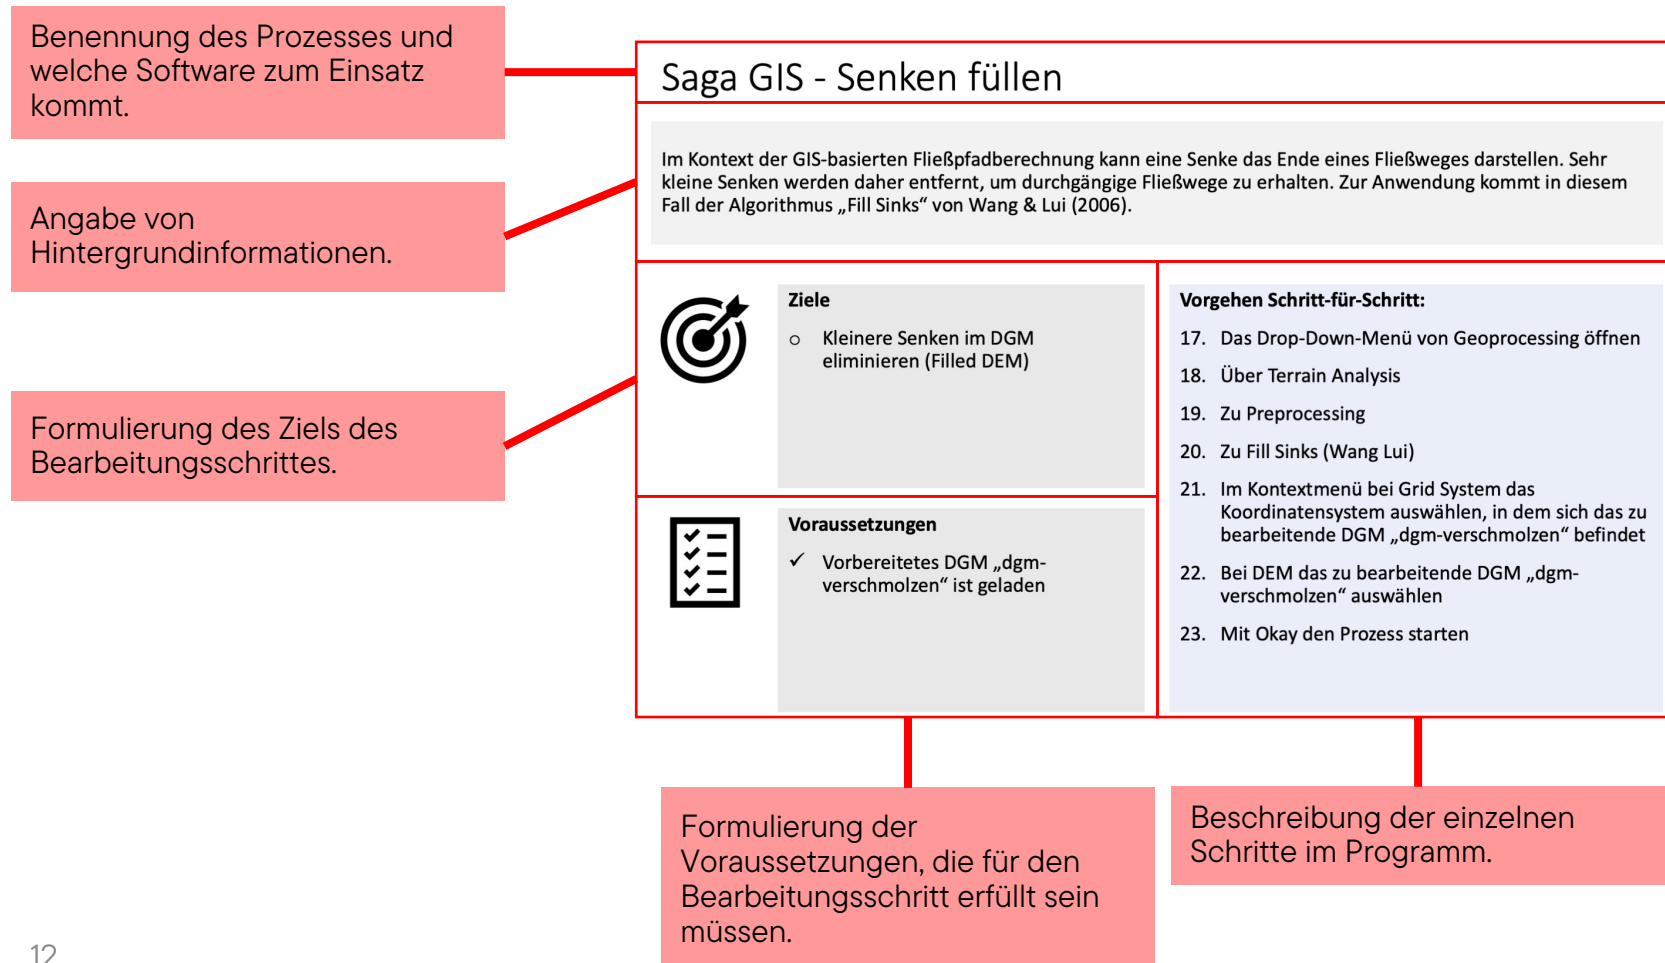 Benennung des Prozesses und
welche Software zum Einsatz
kommt.
Angabe von
Hintergrundinformationen.
Formulierung des Ziels des
Bearbeitungsschrittes.
Saga GIS - Senken füllen
Im Kontext der GIS-basierten Fließpfadberechnung kann eine Senke das Ende eines Fließweges darstellen. Sehr
kleine Senken werden daher entfernt, um durchgängige Fließwege zu erhalten. Zur Anwendung kommt in diesem
Fall der Algorithmus „Fill Sinks“ von Wang & Lui (2006).
Ziele
o Kleinere Senken im DGM
eliminieren (Filled DEM)
Voraussetzungen
✓ Vorbereitetes DGM „dgm-
verschmolzen“ ist geladen
Vorgehen Schritt-für-Schritt:
17. Das Drop-Down-Menü von Geoprocessing öffnen
18. Über Terrain Analysis
19. Zu Preprocessing
20. Zu Fill Sinks (Wang Lui)
21. Im Kontextmenü bei Grid System das
Koordinatensystem auswählen, in dem sich das zu
bearbeitende DGM „dgm-verschmolzen“ befindet
22. Bei DEM das zu bearbeitende DGM „dgm-
verschmolzen“ auswählen
23. Mit Okay den Prozess starten
Formulierung der
Voraussetzungen, die für den
Bearbeitungsschritt erfüllt sein
müssen.
Beschreibung der einzelnen
Schritte im Programm.
12